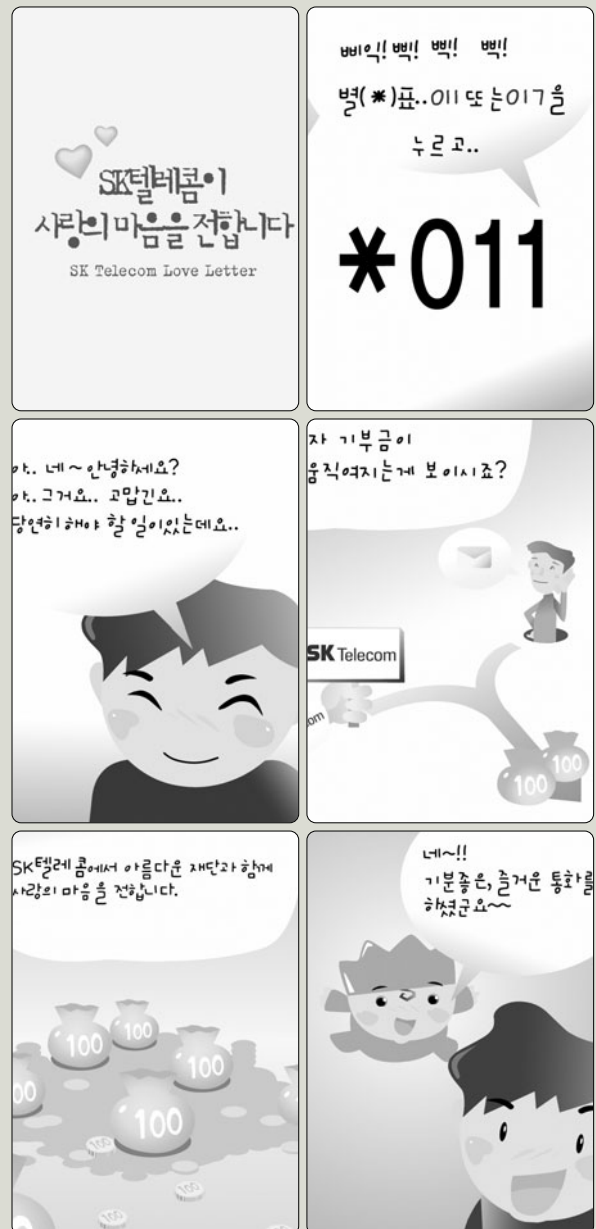 SK텔레콤이
사랑의 마음을 전합니다
SK Telecom Love Letter
삐익! 삑! 삑! 삑!
별(*)표..011 또는 017을
누르고..
*011
아.. 네~안녕하세요?
아.. 그거요.. 고맙긴요..
당연히 해야 할 일이있는데요..
자 기부금이
움직여지는게 보이시죠?
SK Telecom
om
100
100
SK텔레콤에서 아름다운 재단과 함께
사랑의 마음을 전합니다.
100
100
100
00
100
100
100
네~!!
기분좋은, 즐거운 통화를
하셨군요~~